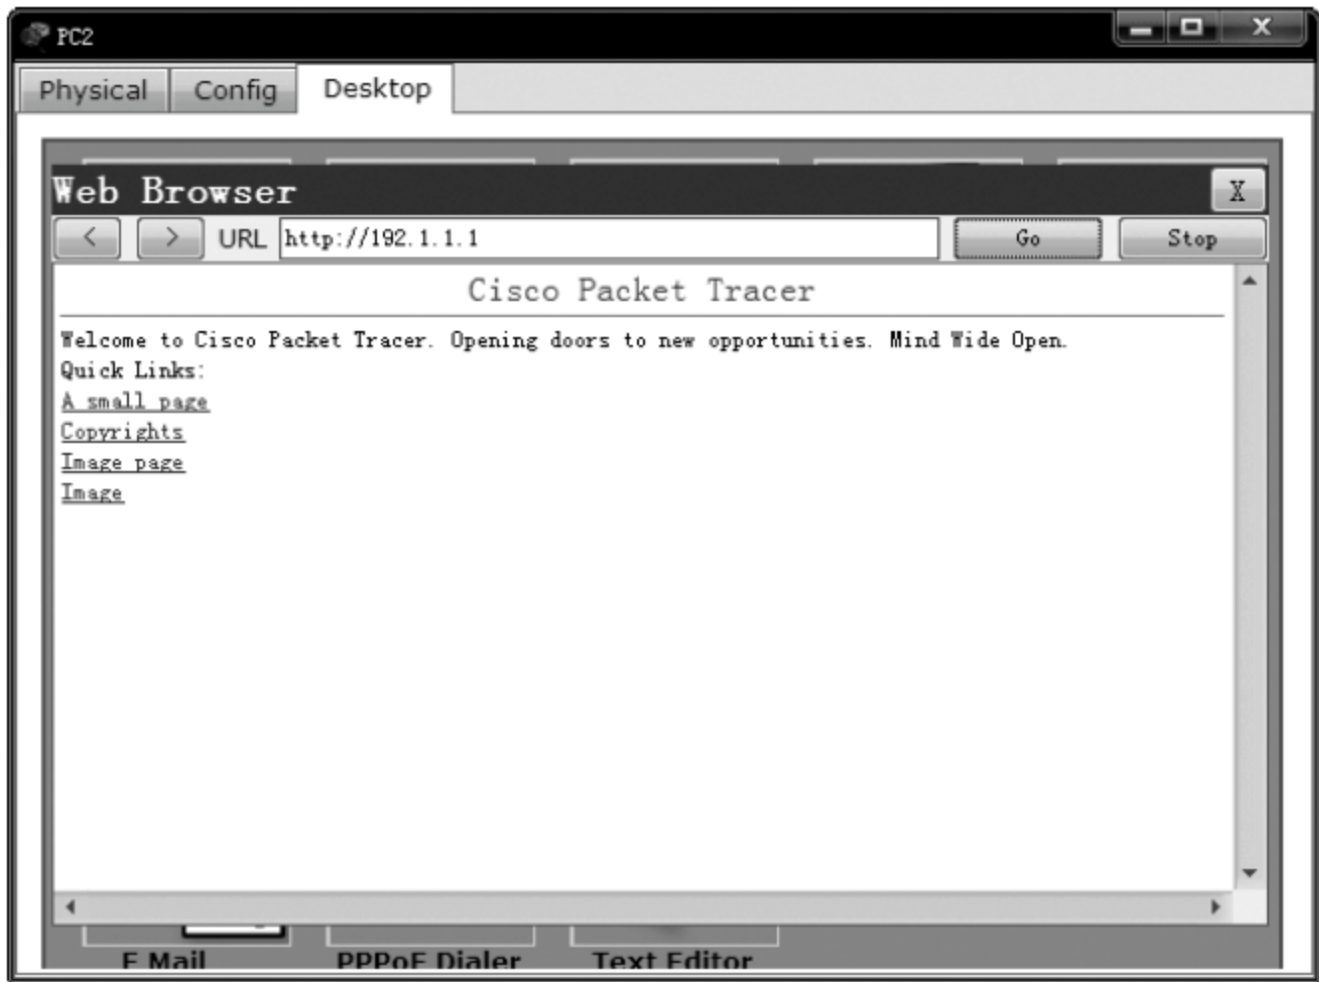 PC2
X
Physical Config Desktop
Web Browser X
< > URL http://192.1.1.1 Go Stop
Cisco Packet Tracer
Welcome to Cisco Packet Tracer. Opening doors to new opportunities. Mind Wide Open.
Quick Links:
A small page
Copyrights
Image page
Image
E Mail PPPoE Dialer Text Editor